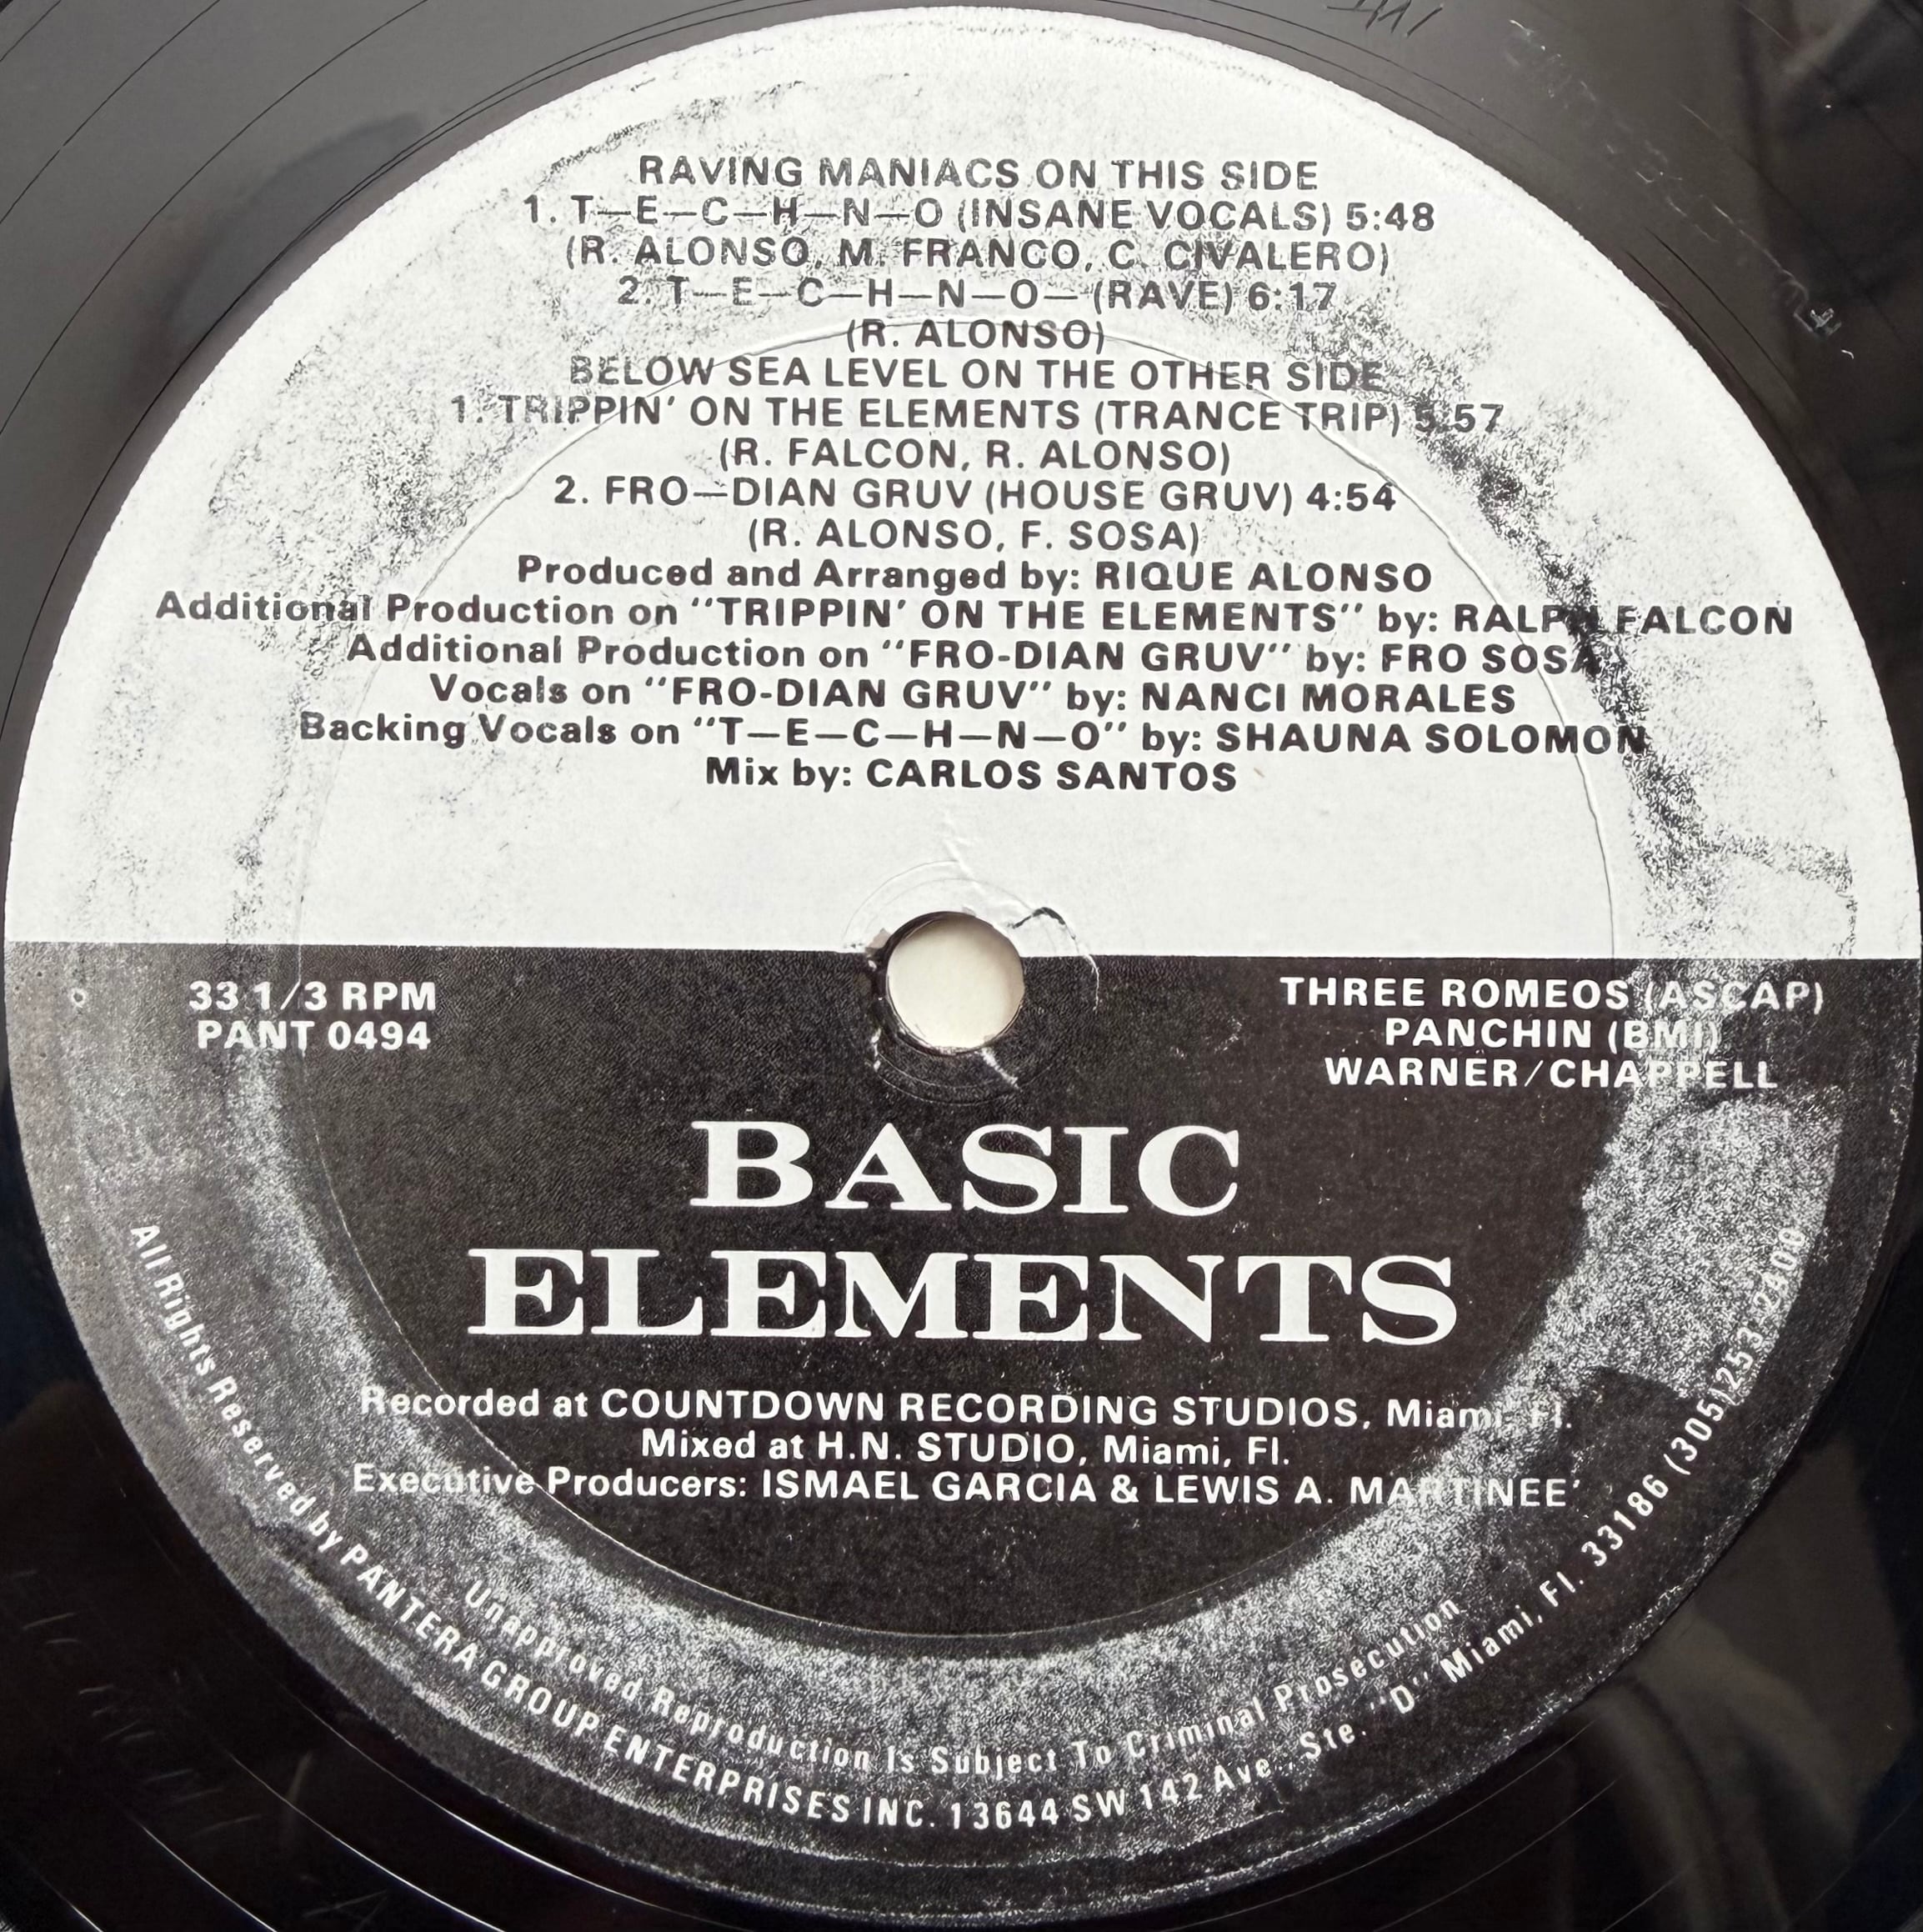 RAVING MANIACS ON THIS SIDE
1. T—E—C—H—N—O (INSANE VOCALS) 5:48
(R. ALONSO, M. FRANCO, C. CIVALERO)
2. T—E—C—H—N—O— (RAVE) 6:17
(R. ALONSO)
BELOW SEA LEVEL ON THE OTHER SIDE
1. TRIPPIN' ON THE ELEMENTS (TRANCE TRIP) 5:57
(R. FALCON, R. ALONSO)
2. FRO—DIAN GRUV (HOUSE GRUV) 4:54
(R. ALONSO, F. SOSA)
Produced and Arranged by: RIQUE ALONSO
Additional Production on "TRIPPIN' ON THE ELEMENTS" by: RALPH FALCON
Additional Production on "FRO-DIAN GRUV" by: FRO SOSA
Vocals on "FRO-DIAN GRUV" by: NANCI MORALES
Backing Vocals on "T—E—C—H—N—O" by: SHAUNA SOLOMON
Mix by: CARLOS SANTOS
33 1/3 RPM
PANT 0494
THREE ROMEOS (ASCAP)
PANCHIN (BMI)
WARNER/CHAPPELL
BASIC
ELEMENTS
Recorded at COUNTDOWN RECORDING STUDIOS, Miami, Fl.
Mixed at H.N. STUDIO, Miami, Fl.
Executive Producers: ISMAEL GARCIA & LEWIS A. MARTINEE'
Unapproved Reproduction Is Subject To Criminal Prosecution
All Rights Reserved by PANTERA GROUP ENTERPRISES INC. 13644 SW 142 Ave., Ste. "D" Miami, Fl. 33186 (305) 253-2400